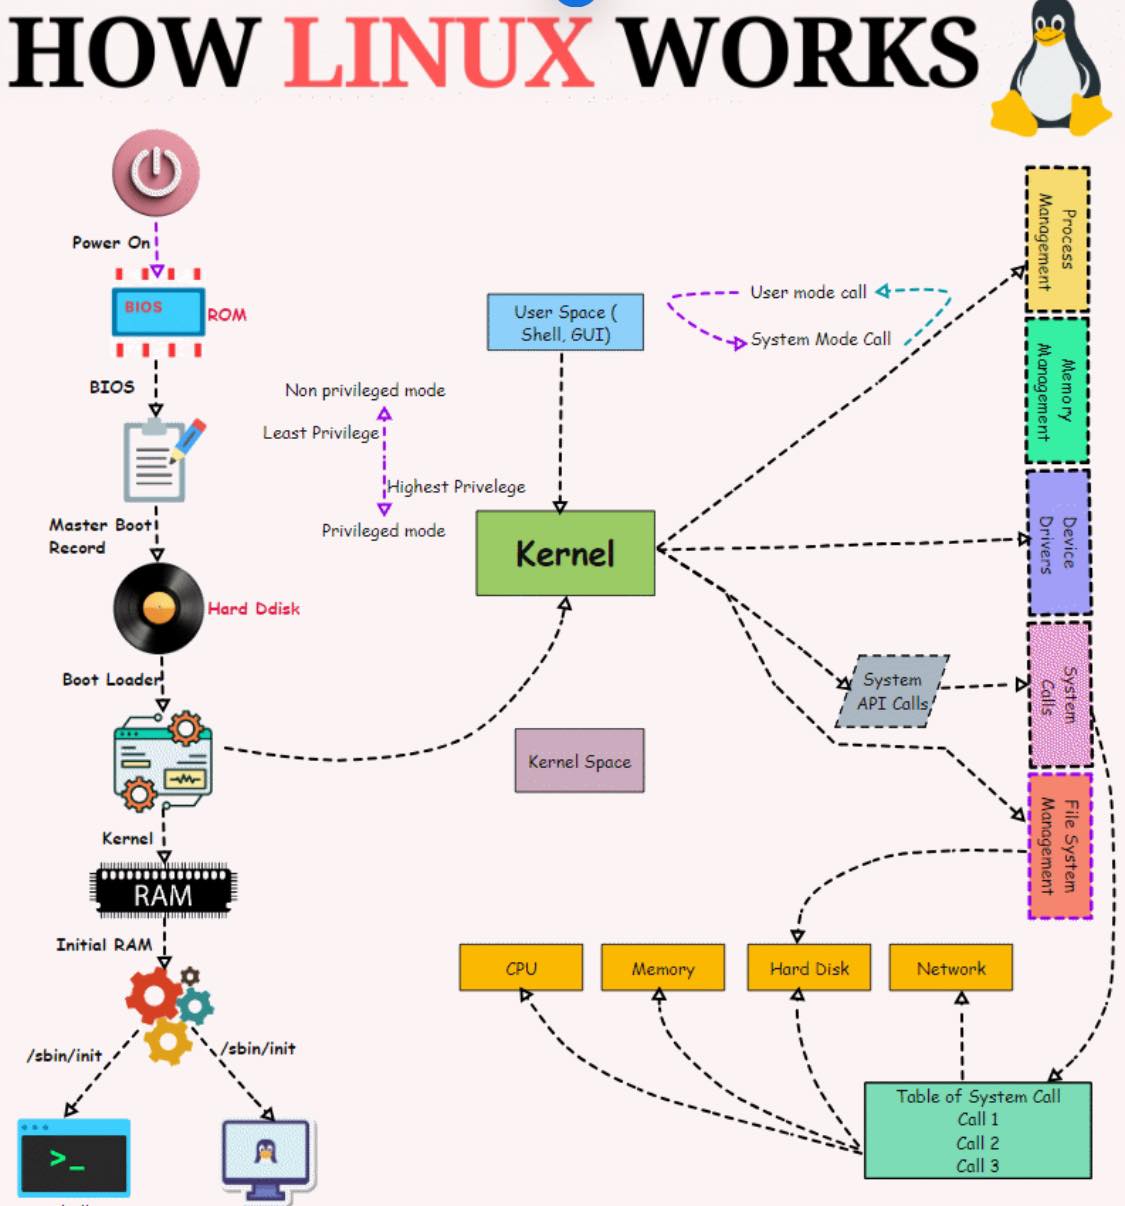 HOW LINUX WORKS
Power On
BIOS
ROM
BIOS
Master Boot
Record
Hard Ddisk
Boot Loader
Kernel
RAM
Initial RAM
/sbin/init
/sbin/init
>_
Non privileged mode
Least Privilege
Highest Privelege
Privileged mode
User Space (
Shell, GUI)
Kernel
Kernel Space
User mode call
System Mode Call
System
API Calls
Process
Management
Memory
Management
Device
Drivers
System
Calls
File System
Management
CPU
Memory
Hard Disk
Network
Table of System Call
Call 1
Call 2
Call 3